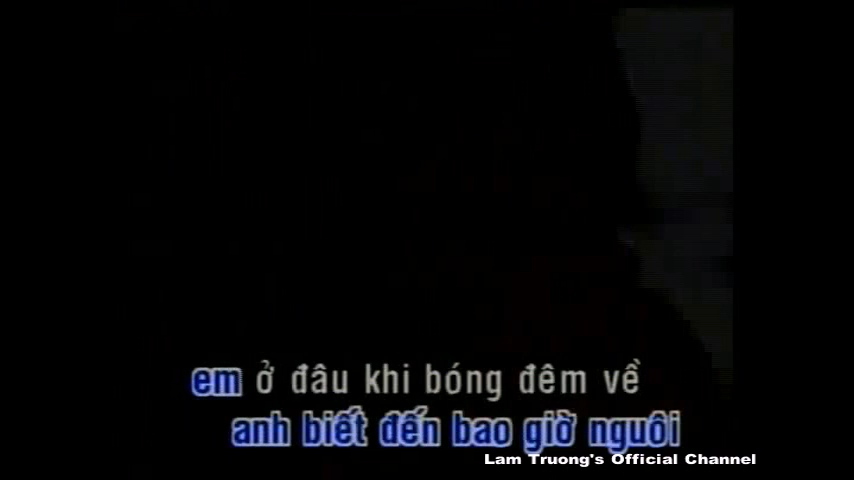 em ở đâu khi bóng đêm về
anh biết đến bao giờ nguôi
Lam Truong's Official Channel